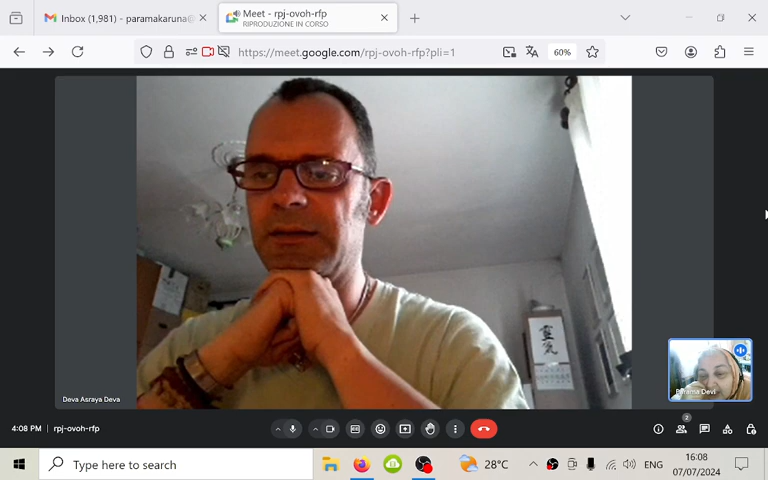 Inbox (1,981) - paramakaruna@
Meet - rpj-ovoh-rfp
RIPRODUZIONE IN CORSO
https://meet.google.com/rpj-ovoh-rfp?pli=1
60%
靈
氣
Deva Asraya Deva
Parama Devi
4:08 PM | rpj-ovoh-rfp
2
Type here to search
28°C
ENG
16:08
07/07/2024